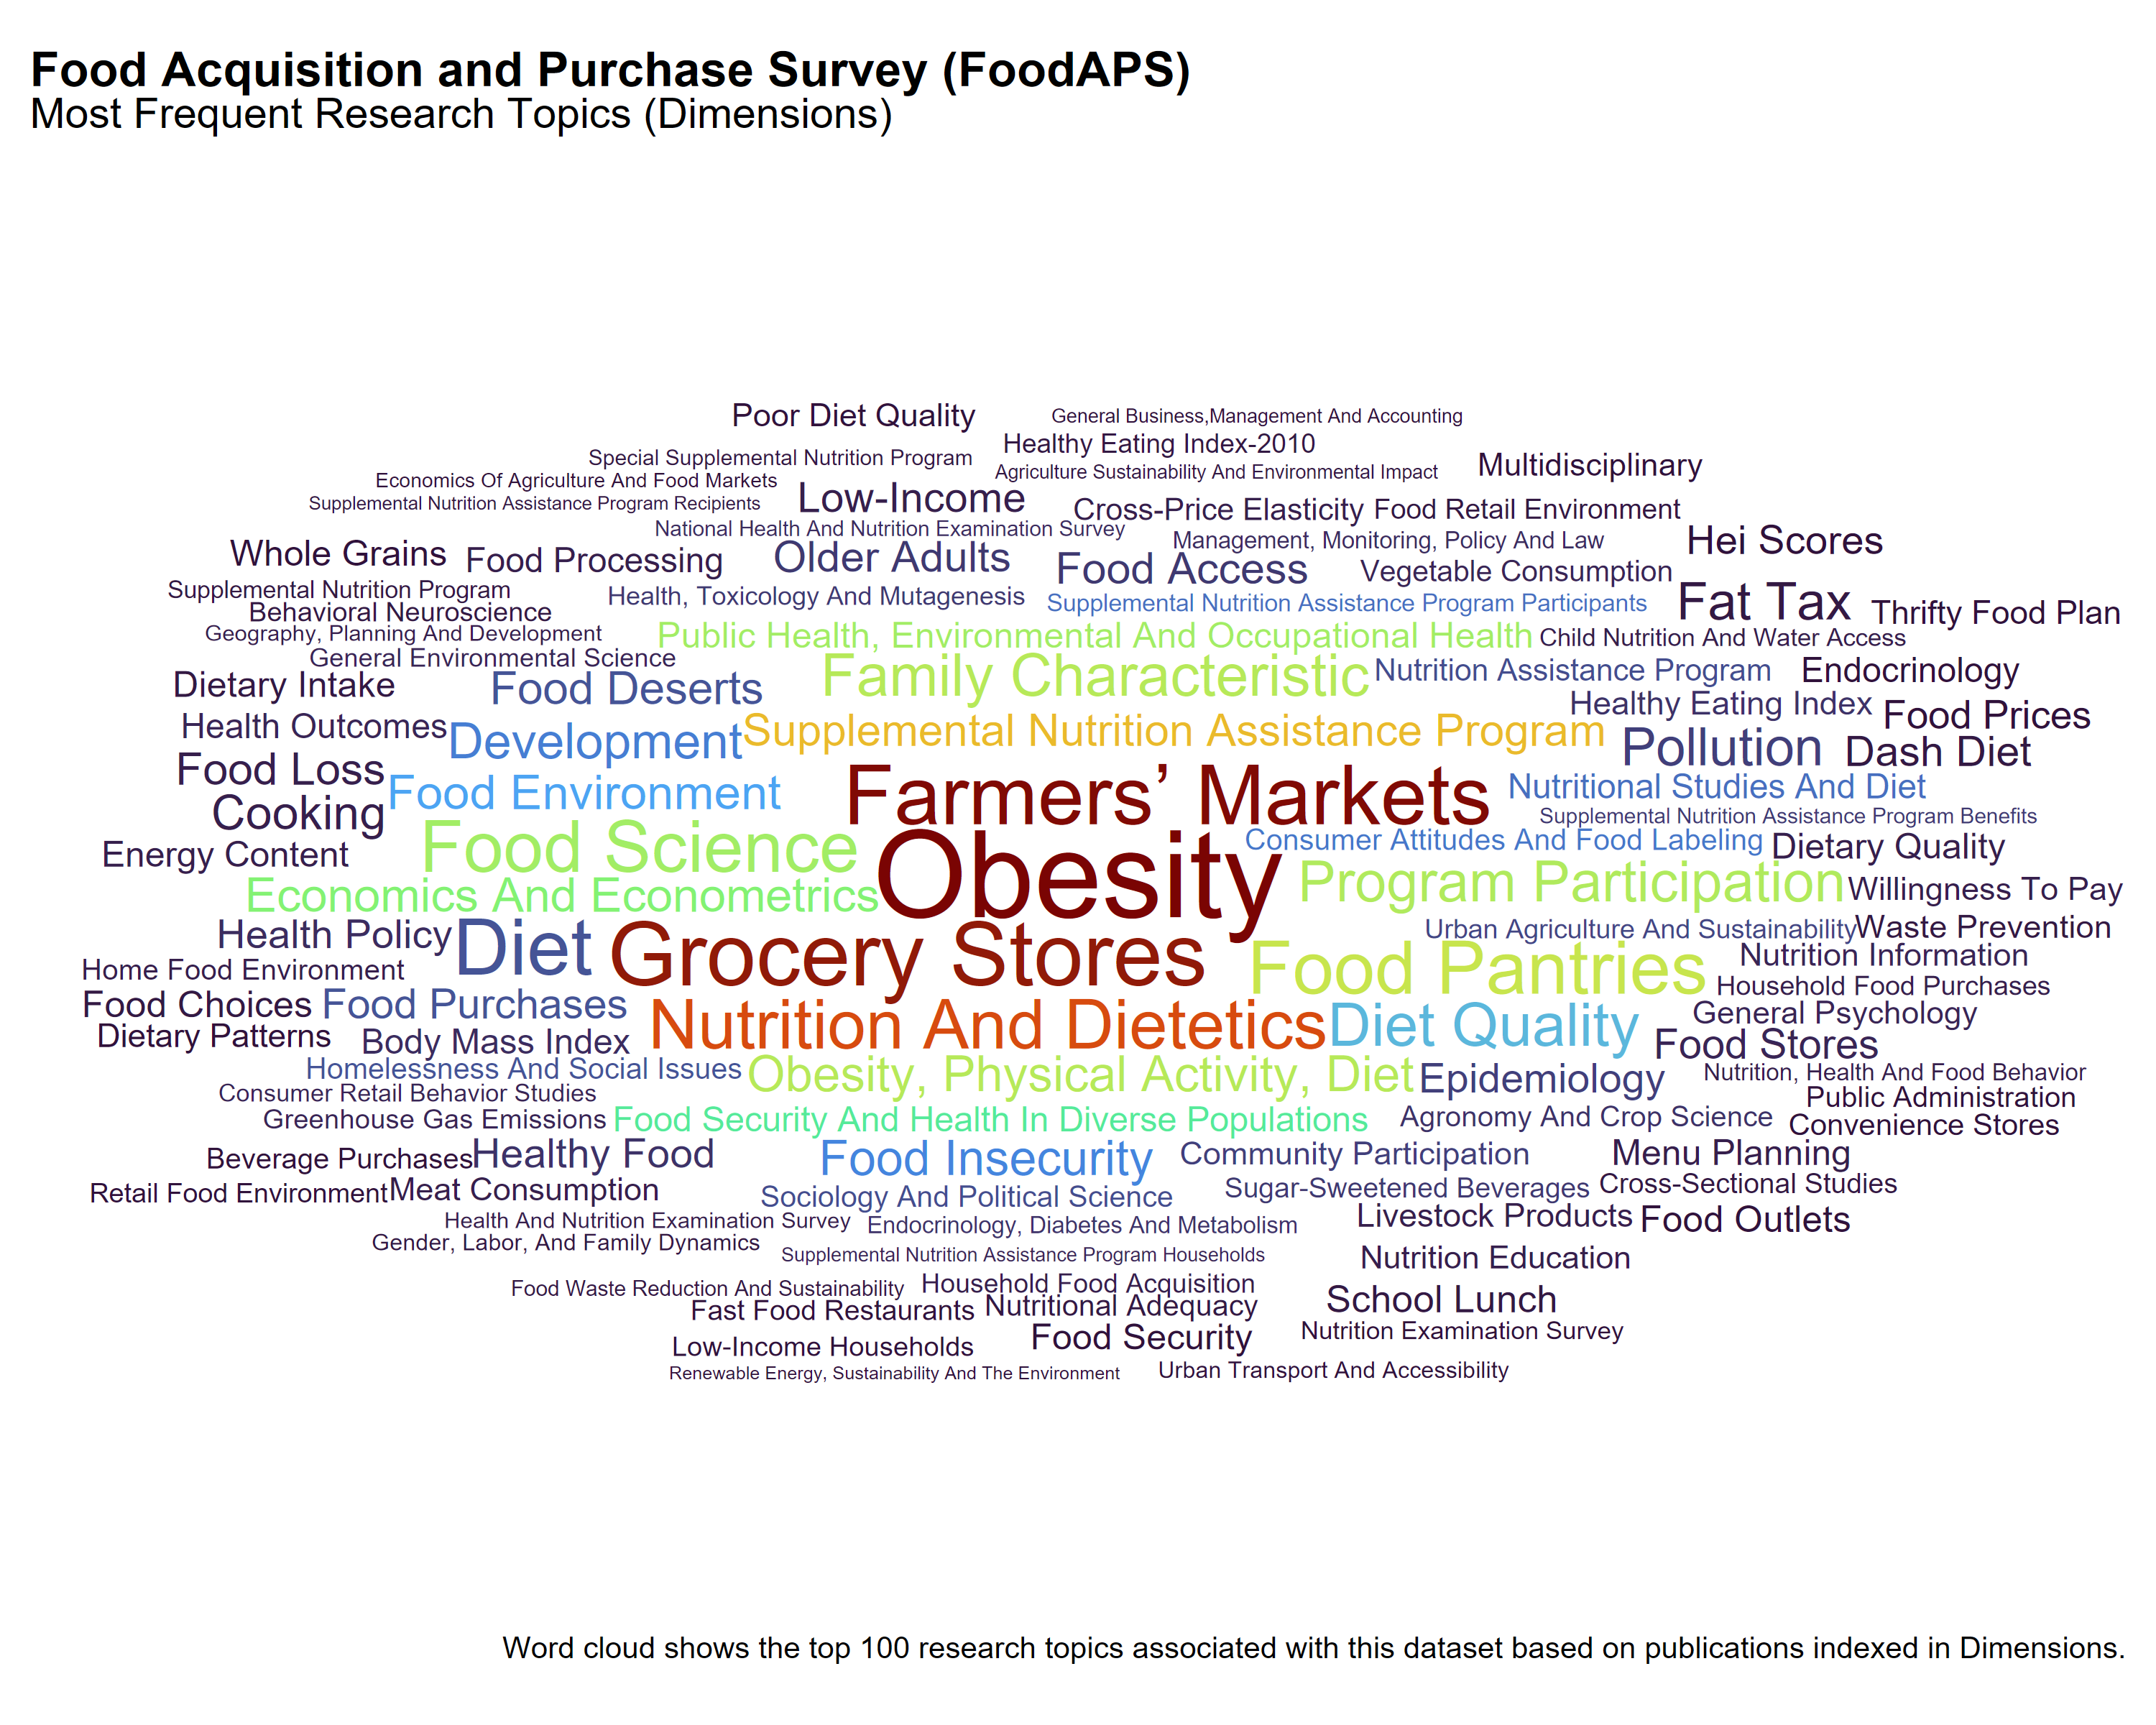 Food Acquisition and Purchase Survey (FoodAPS)
Most Frequent Research Topics (Dimensions)
Poor Diet Quality
General Business,Management And Accounting
Healthy Eating Index-2010
Special Supplemental Nutrition Program
Multidisciplinary
Agriculture Sustainability And Environmental Impact
Economics Of Agriculture And Food Markets
Low-Income
Supplemental Nutrition Assistance Program Recipients
Cross-Price Elasticity
Food Retail Environment
National Health And Nutrition Examination Survey
Management, Monitoring, Policy And Law
Hei Scores
Whole Grains
Food Processing
Older Adults
Food Access
Vegetable Consumption
Supplemental Nutrition Program
Health, Toxicology And Mutagenesis
Supplemental Nutrition Assistance Program Participants
Fat Tax
Thrifty Food Plan
Behavioral Neuroscience
Geography, Planning And Development
Public Health, Environmental And Occupational Health
Child Nutrition And Water Access
General Environmental Science
Family Characteristic
Nutrition Assistance Program
Endocrinology
Dietary Intake
Food Deserts
Healthy Eating Index
Food Prices
Health Outcomes
Development
Supplemental Nutrition Assistance Program
Pollution
Dash Diet
Food Loss
Food Environment
Farmers’ Markets
Nutritional Studies And Diet
Cooking
Supplemental Nutrition Assistance Program Benefits
Food Science
Obesity
Consumer Attitudes And Food Labeling
Dietary Quality
Energy Content
Economics And Econometrics
Program Participation
Willingness To Pay
Health Policy
Diet
Grocery Stores
Urban Agriculture And Sustainability
Waste Prevention
Food Pantries
Nutrition Information
Home Food Environment
Household Food Purchases
Food Choices
Food Purchases
Nutrition And Dietetics
Diet Quality
General Psychology
Dietary Patterns
Body Mass Index
Food Stores
Homelessness And Social Issues
Obesity, Physical Activity, Diet
Epidemiology
Nutrition, Health And Food Behavior
Consumer Retail Behavior Studies
Public Administration
Greenhouse Gas Emissions
Food Security And Health In Diverse Populations
Agronomy And Crop Science
Convenience Stores
Beverage Purchases
Healthy Food
Food Insecurity
Community Participation
Menu Planning
Retail Food Environment
Meat Consumption
Sociology And Political Science
Sugar-Sweetened Beverages
Cross-Sectional Studies
Health And Nutrition Examination Survey
Endocrinology, Diabetes And Metabolism
Livestock Products
Food Outlets
Gender, Labor, And Family Dynamics
Supplemental Nutrition Assistance Program Households
Nutrition Education
Food Waste Reduction And Sustainability
Household Food Acquisition
Fast Food Restaurants
Nutritional Adequacy
School Lunch
Low-Income Households
Food Security
Nutrition Examination Survey
Renewable Energy, Sustainability And The Environment
Urban Transport And Accessibility
Word cloud shows the top 100 research topics associated with this dataset based on publications indexed in Dimensions.